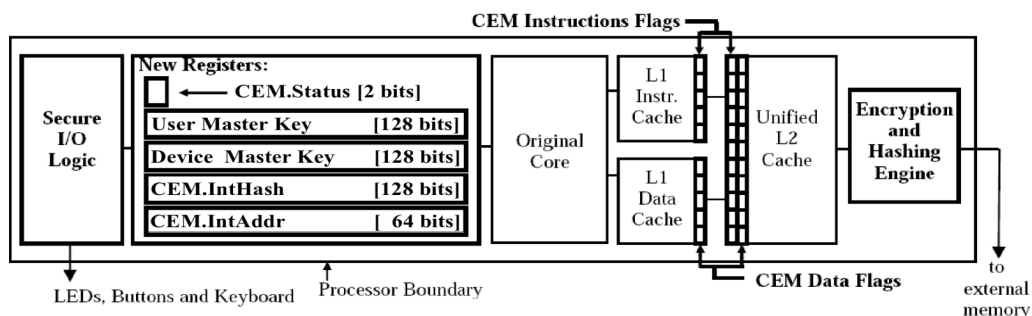 CEM Instructions Flags
New Registers:
CEM.Status [2 bits]
User Master Key [128 bits]
Device Master Key [128 bits]
CEM.IntHash [128 bits]
CEM.IntAddr [ 64 bits]
Secure
I/O
Logic
Original
Core
L1
Instr.
Cache
L1
Data
Cache
Unified
L2
Cache
Encryption
and
Hashing
Engine
LEDs, Buttons and Keyboard
Processor Boundary
CEM Data Flags
to
external
memory